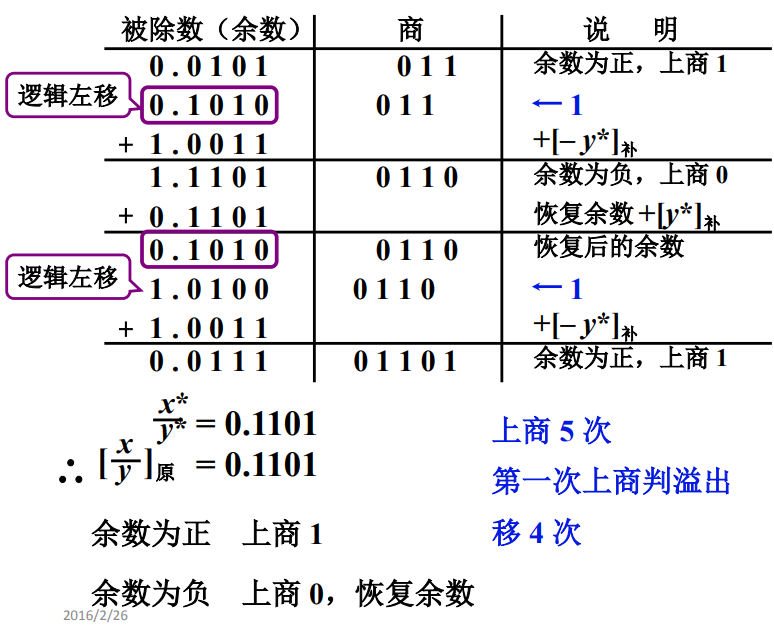 被除数（余数） 商 说 明
0.0101 011 余数为正，上商 1
逻辑左移 0.1010 011 ← 1
+ 1.0011 +[– y*]补
1.1101 0110 余数为负，上商 0
+ 0.1101 恢复余数 +[y*]补
0.1010 0110 恢复后的余数
逻辑左移 1.0100 0110 ← 1
+ 1.0011 +[– y*]补
0.0111 01101 余数为正，上商 1
x*/y* = 0.1101
上商 5 次
∴ [x/y]原 = 0.1101
第一次上商判溢出
余数为正 上商 1
移 4 次
余数为负 上商 0，恢复余数
2016/2/26